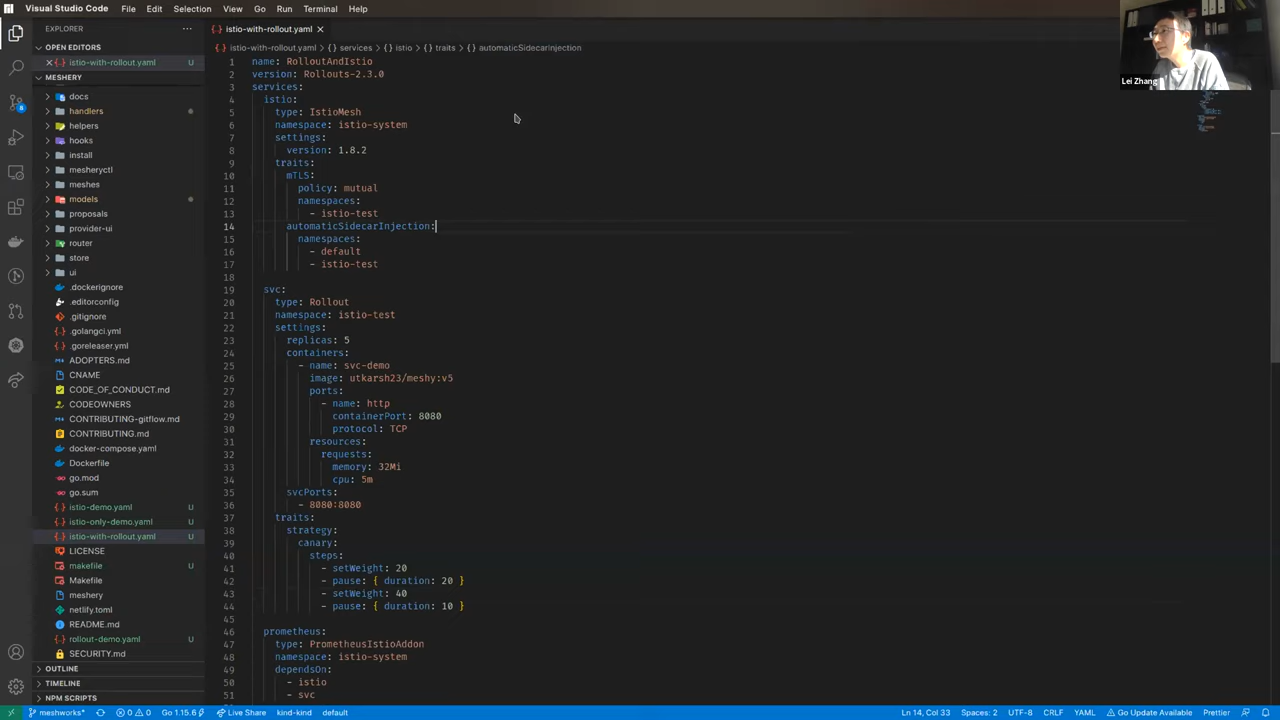 Visual Studio Code File Edit Selection View Go Run Terminal Help
EXPLORER ···
istio-with-rollout.yaml ×
OPEN EDITORS
× istio-with-rollout.yaml U
MESHERY
docs
handlers
helpers
hooks
install
mesheryctl
meshes
models
proposals
provider-ui
router
store
ui
.dockerignore
.editorconfig
.gitignore
.golangci.yml
.goreleaser.yml
ADOPTERS.md
CNAME
CODE_OF_CONDUCT.md
CODEOWNERS
CONTRIBUTING-gitflow.md
CONTRIBUTING.md
docker-compose.yaml
Dockerfile
go.mod
go.sum
istio-demo.yaml U
istio-only-demo.yaml U
istio-with-rollout.yaml U
LICENSE
makefile U
Makefile
meshery
netlify.toml
README.md
rollout-demo.yaml U
SECURITY.md
OUTLINE
TIMELINE
NPM SCRIPTS
8
istio-with-rollout.yaml > {} services > {} istio > {} traits > {} automaticSidecarInjection
1 name: RolloutAndIstio
2 version: Rollouts-2.3.0
3 services:
4 istio:
5 type: IstioMesh
6 namespace: istio-system
7 settings:
8 version: 1.8.2
9 traits:
10 mTLS:
11 policy: mutual
12 namespaces:
13 - istio-test
14 automaticSidecarInjection:
15 namespaces:
16 - default
17 - istio-test
18
19 svc:
20 type: Rollout
21 namespace: istio-test
22 settings:
23 replicas: 5
24 containers:
25 - name: svc-demo
26 image: utkarsh23/meshy:v5
27 ports:
28 - name: http
29 containerPort: 8080
30 protocol: TCP
31 resources:
32 requests:
33 memory: 32Mi
34 cpu: 5m
35 svcPorts:
36 - 8080:8080
37 traits:
38 strategy:
39 canary:
40 steps:
41 - setWeight: 20
42 - pause: { duration: 20 }
43 - setWeight: 40
44 - pause: { duration: 10 }
45
46 prometheus:
47 type: PrometheusIstioAddon
48 namespace: istio-system
49 dependsOn:
50 - istio
51 - svc
Lei Zhang
meshworks* 0 0 Go 1.15.6 Live Share kind-kind default Ln 14, Col 33 Spaces: 2 UTF-8 CRLF YAML Go Update Available Prettier